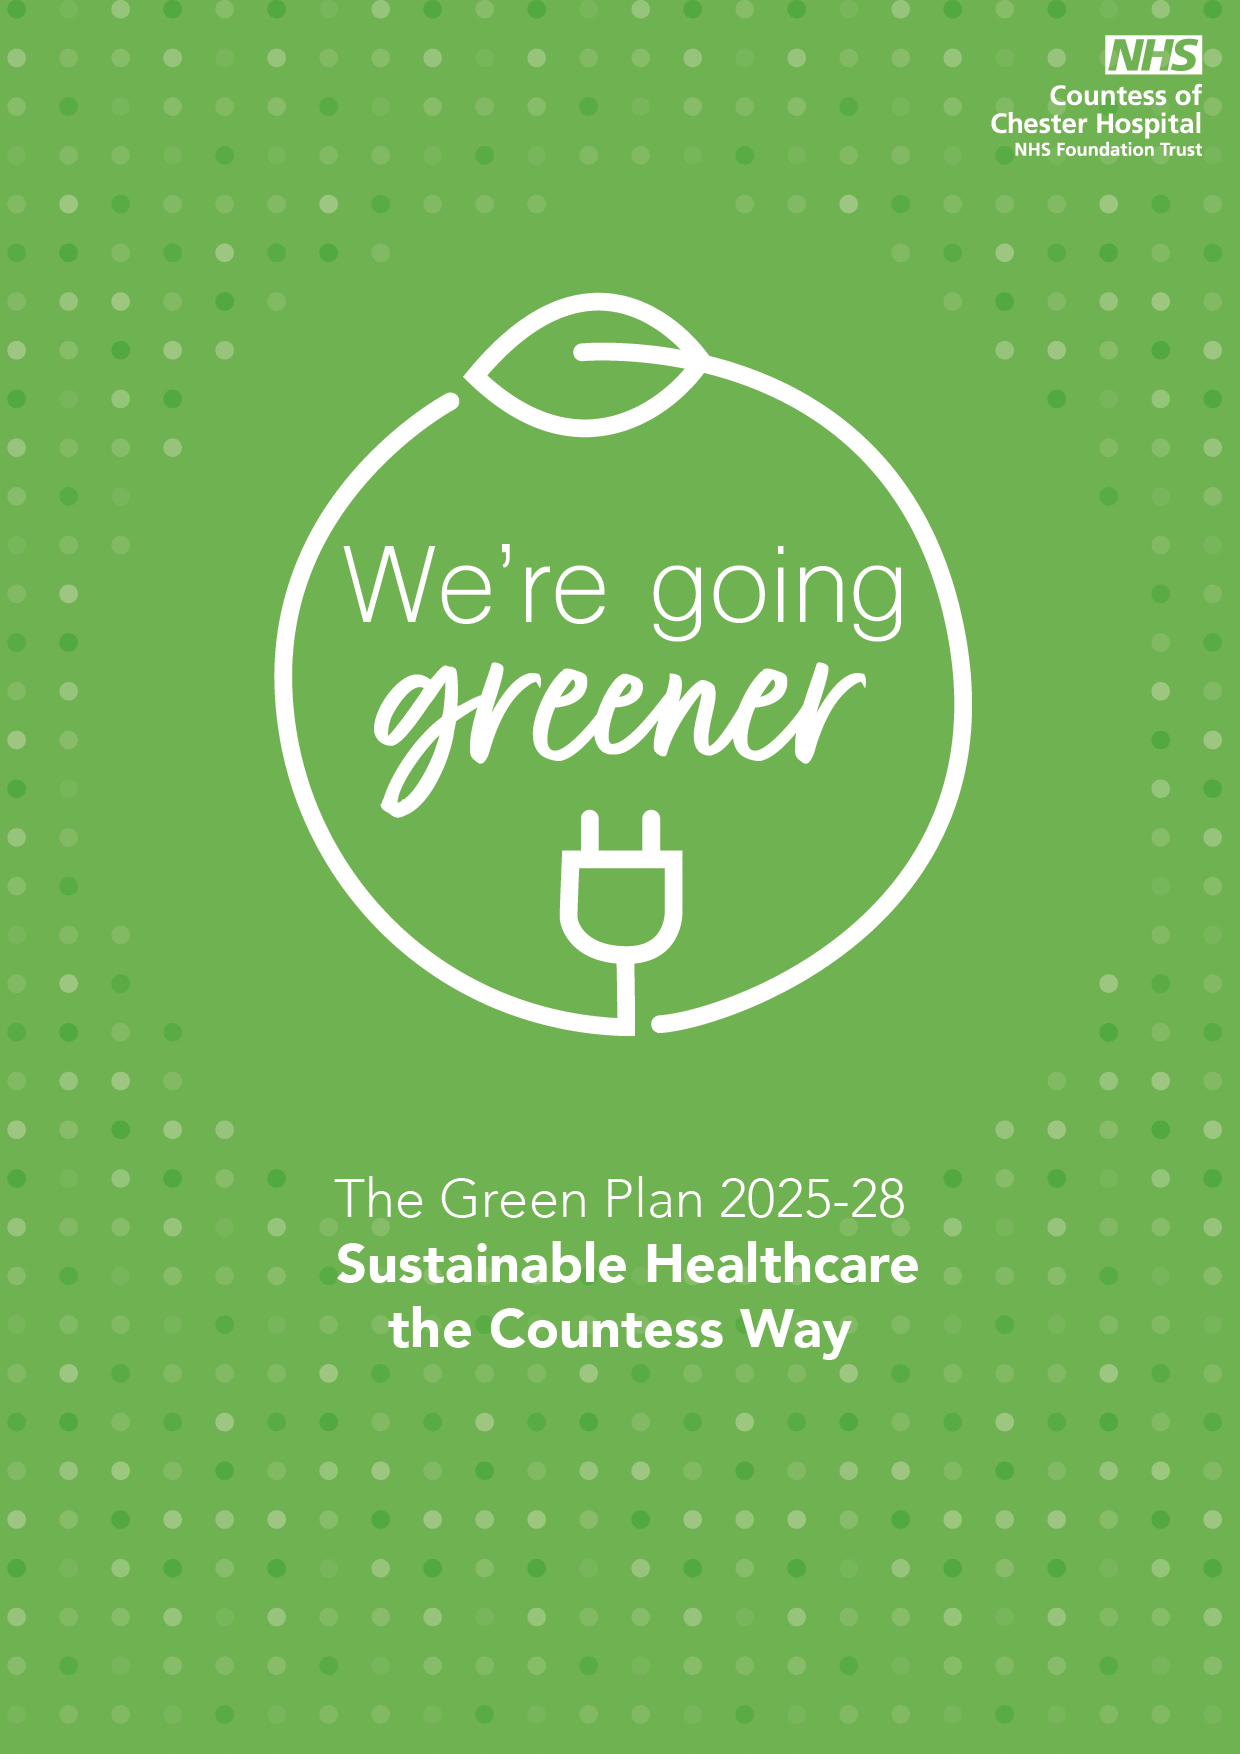 NHS
Countess of
Chester Hospital
NHS Foundation Trust
We’re going
greener
The Green Plan 2025-28
Sustainable Healthcare
the Countess Way